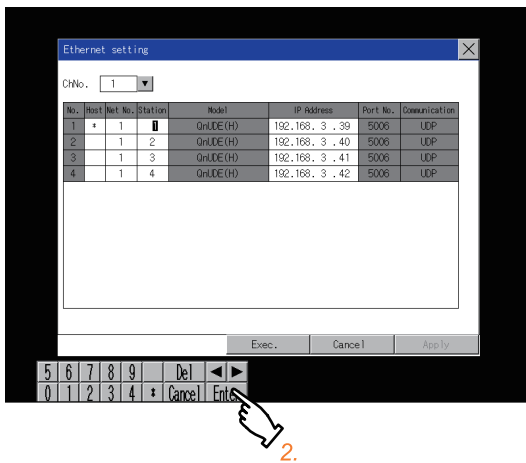 Ethernet setting
ChNo. 1
No. Host Net No. Station Model IP Address Port No. Communication
1 * 1 1 QnUDE(H) 192.168. 3 .39 5006 UDP
2 1 2 QnUDE(H) 192.168. 3 .40 5006 UDP
3 1 3 QnUDE(H) 192.168. 3 .41 5006 UDP
4 1 4 QnUDE(H) 192.168. 3 .42 5006 UDP
Exec. Cancel Apply
5 6 7 8 9 Del ◀ ▶
0 1 2 3 4 * Cancel Enter
2.